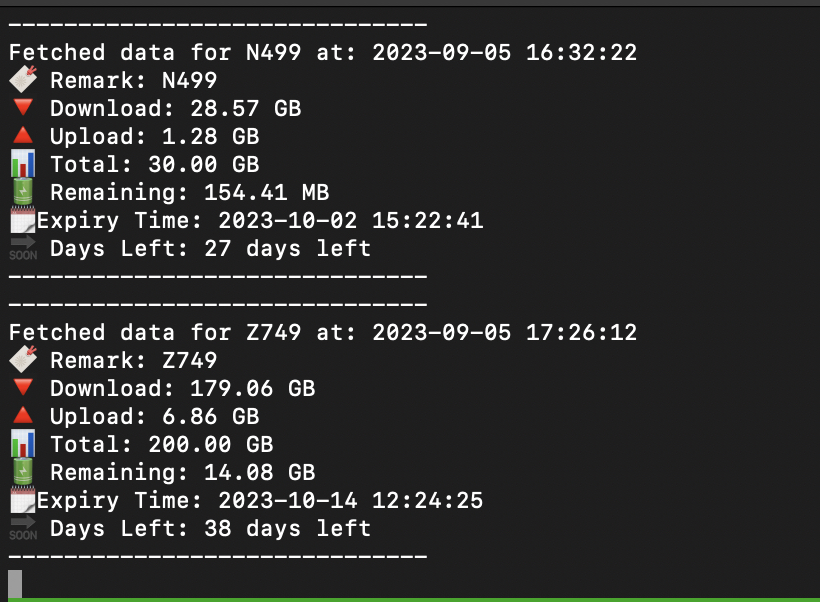 ------------------------------
Fetched data for N499 at: 2023-09-05 16:32:22
🏷 Remark: N499
🔻 Download: 28.57 GB
🔺 Upload: 1.28 GB
📊 Total: 30.00 GB
🔋 Remaining: 154.41 MB
🗓Expiry Time: 2023-10-02 15:22:41
🔜 Days Left: 27 days left
------------------------------
------------------------------
Fetched data for Z749 at: 2023-09-05 17:26:12
🏷 Remark: Z749
🔻 Download: 179.06 GB
🔺 Upload: 6.86 GB
📊 Total: 200.00 GB
🔋 Remaining: 14.08 GB
🗓Expiry Time: 2023-10-14 12:24:25
🔜 Days Left: 38 days left
------------------------------